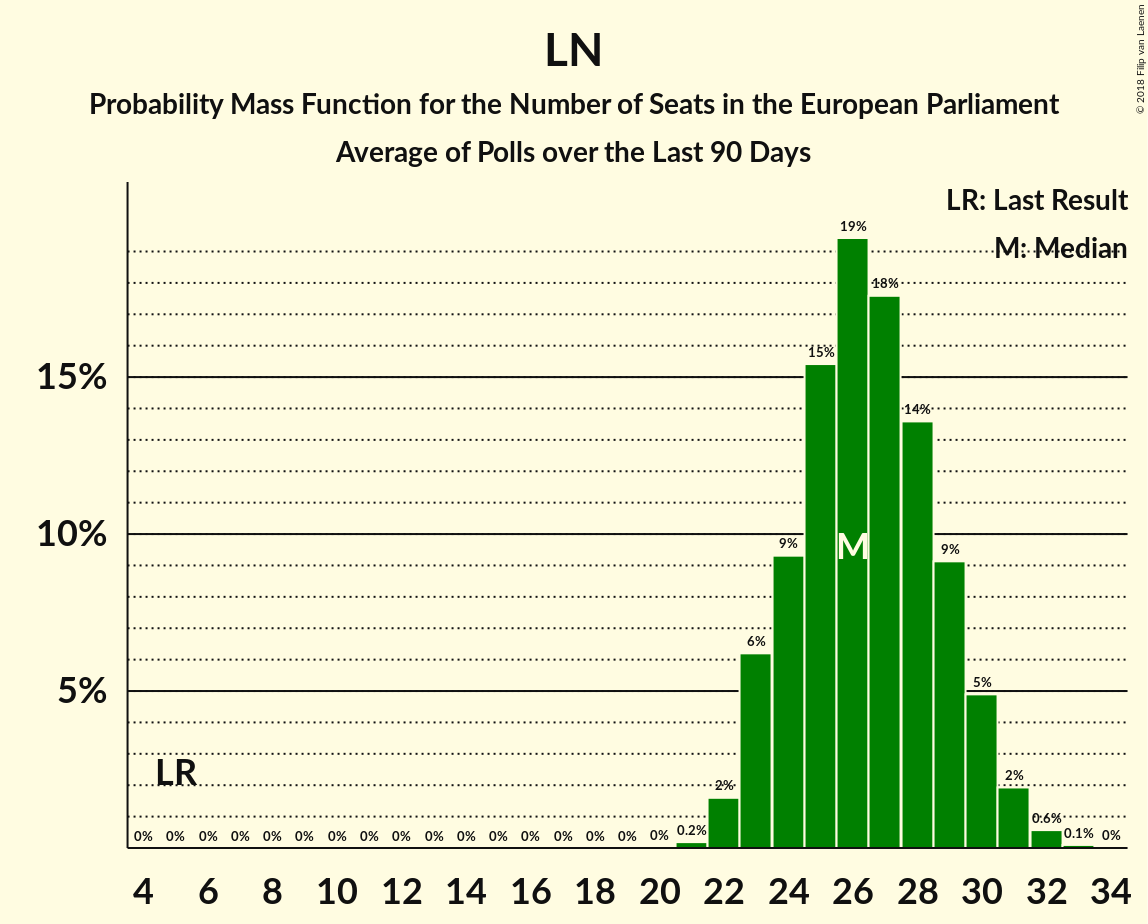 LN
Probability Mass Function for the Number of Seats in the European Parliament
Average of Polls over the Last 90 Days
© 2018 Filip van Laenen
LR: Last Result
M: Median
15%
10%
5%
LR
M
0% 0% 0% 0% 0% 0% 0% 0% 0% 0% 0% 0% 0% 0% 0% 0% 0% 0.2% 2% 6% 9% 15% 19% 18% 14% 9% 5% 2% 0.6% 0.1% 0%
4 6 8 10 12 14 16 18 20 22 24 26 28 30 32 34